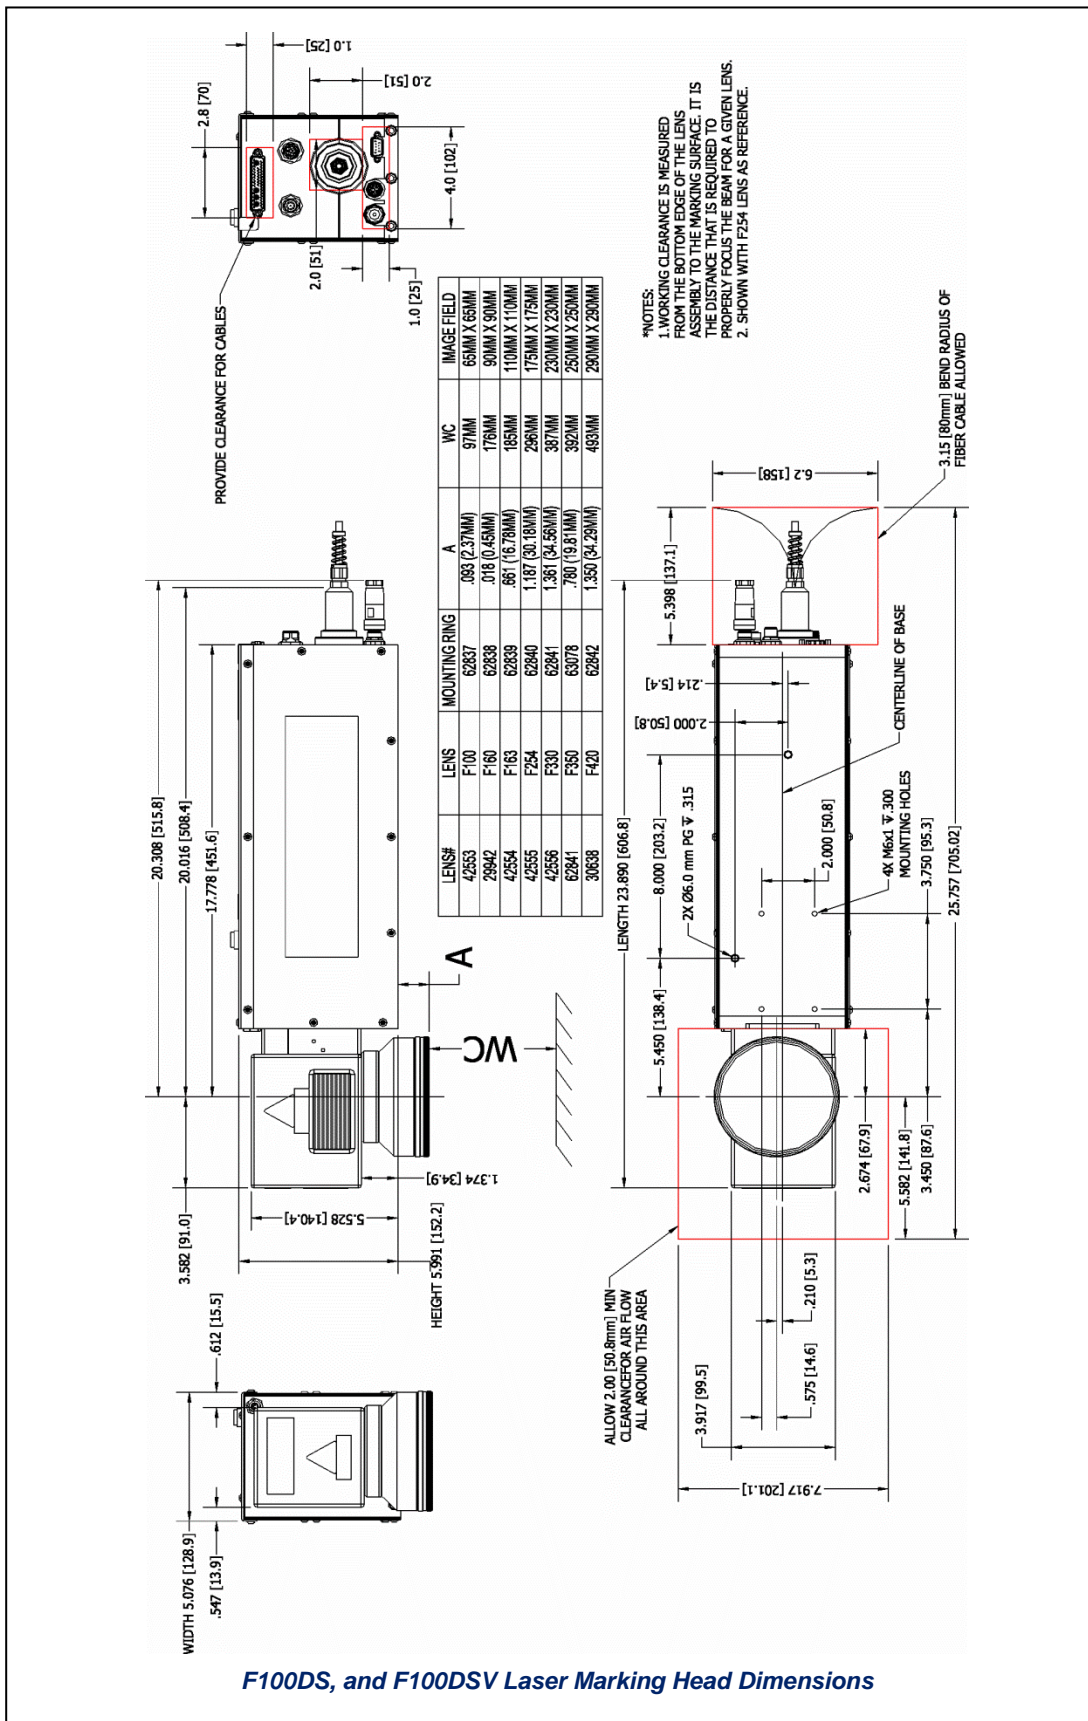 1.0 [25]
2.0 [51]
2.8 [70]
4.0 [102]
2.0 [51]
1.0 [25]
PROVIDE CLEARANCE FOR CABLES
*NOTES:
1.WORKING CLEARANCE IS MEASURED
FROM THE BOTTOM EDGE OF THE LENS
ASSEMBLY TO THE MARKING SURFACE. IT IS
THE DISTANCE THAT IS REQUIRED TO
PROPERLY FOCUS THE BEAM FOR A GIVEN LENS.
2. SHOWN WITH F254 LENS AS REFERENCE.
LENS# LENS MOUNTING RING A WC IMAGE FIELD
42553 F100 62837 .093 (2.37MM) 97MM 65MM X 65MM
29942 F160 62838 .018 (0.45MM) 176MM 90MM X 90MM
42554 F163 62839 .661 (16.78MM) 185MM 110MM X 110MM
42555 F254 62840 1.187 (30.18MM) 296MM 175MM X 175MM
42556 F330 62841 1.361 (34.56MM) 387MM 230MM X 230MM
62841 F350 63078 .780 (19.81MM) 392MM 250MM X 250MM
30638 F420 62842 1.350 (34.29MM) 493MM 290MM X 290MM
20.308 [515.8]
20.016 [508.4]
17.778 [451.6]
3.582 [91.0]
5.528 [140.4]
1.374 [34.9]
HEIGHT 5.991 [152.2]
A
WC
.612 [15.5]
WIDTH 5.076 [128.9]
.547 [13.9]
3.15 [80mm] BEND RADIUS OF
FIBER CABLE ALLOWED
6.2 [158]
5.398 [137.1]
LENGTH 23.890 [606.8]
.214 [5.4]
2.000 [50.8]
8.000 [203.2]
2X Ø6.0 mm PG ↧ .315
5.450 [138.4]
CENTERLINE OF BASE
2.000 [50.8]
4X M6x1 ↧.300
MOUNTING HOLES
3.750 [95.3]
25.757 [705.02]
2.674 [67.9]
5.582 [141.8]
3.450 [87.6]
ALLOW 2.00 [50.8mm] MIN
CLEARANCEFOR AIR FLOW
ALL AROUND THIS AREA
.210 [5.3]
.575 [14.6]
3.917 [99.5]
7.917 [201.1]
F100DS, and F100DSV Laser Marking Head Dimensions